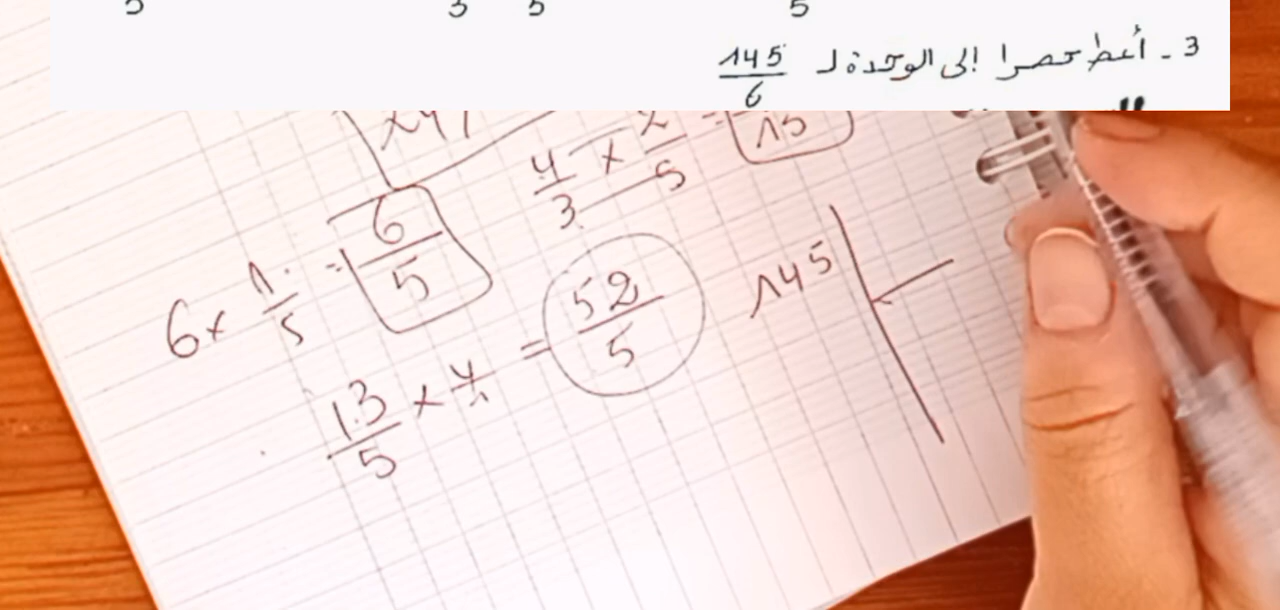 3 - أعط حصرا إلى الوحدة لـ 145/6
4/3 × 2/5 = 15
6 × 1/5 = 6/5
13/5 × 4 = 52/5
145